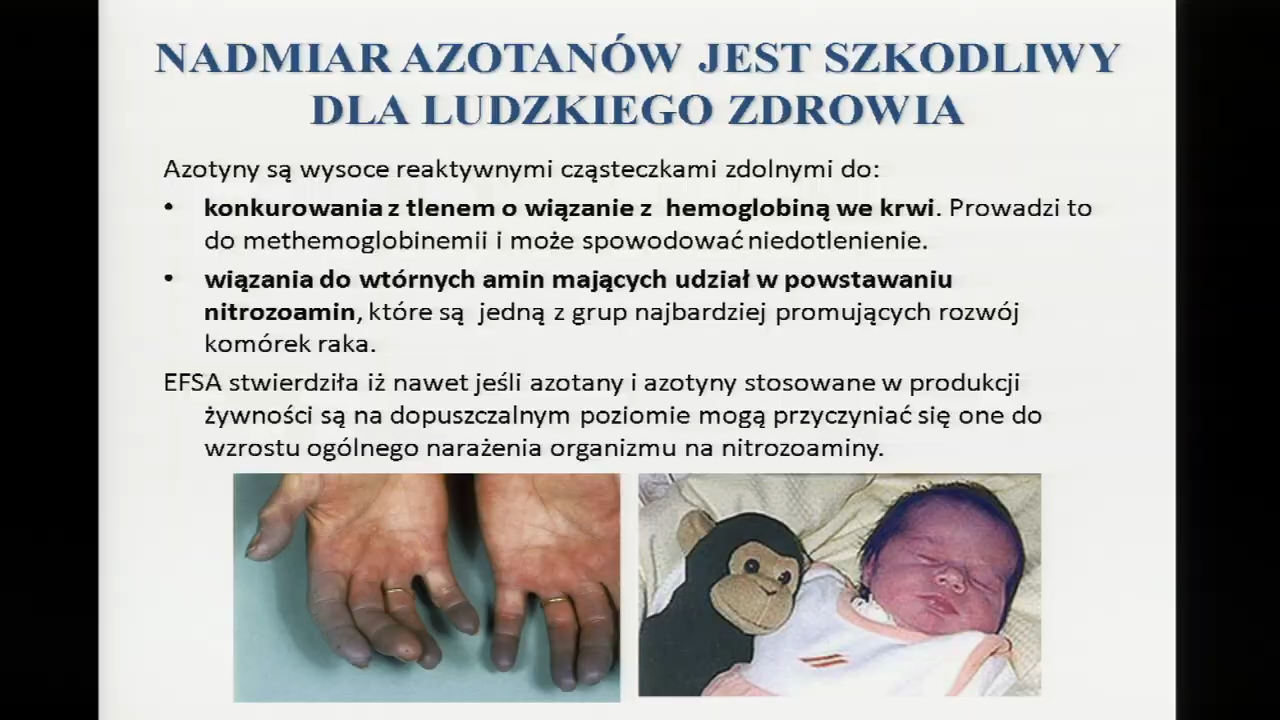 NADMIAR AZOTANÓW JEST SZKODLIWY
DLA LUDZKIEGO ZDROWIA
Azotyny są wysoce reaktywnymi cząsteczkami zdolnymi do:
• konkurowania z tlenem o wiązanie z hemoglobiną we krwi. Prowadzi to
do methemoglobinemii i może spowodować niedotlenienie.
• wiązania do wtórnych amin mających udział w powstawaniu
nitrozoamin, które są jedną z grup najbardziej promujących rozwój
komórek raka.
EFSA stwierdziła iż nawet jeśli azotany i azotyny stosowane w produkcji
żywności są na dopuszczalnym poziomie mogą przyczyniać się one do
wzrostu ogólnego narażenia organizmu na nitrozoaminy.